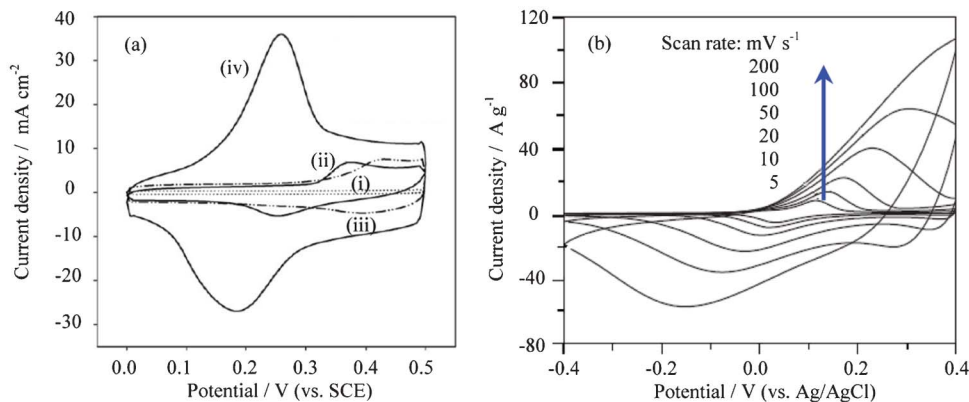 (a)
40
30
20
10
0
-10
-20
-30
Current density / mA cm⁻²
(iv)
(ii)
(i)
(iii)
0.0 0.1 0.2 0.3 0.4 0.5
Potential / V (vs. SCE)
(b)
Scan rate: mV s⁻¹
200
100
50
20
10
5
120
80
40
0
-40
-80
Current density / A g⁻¹
-0.4 -0.2 0.0 0.2 0.4
Potential / V (vs. Ag/AgCl)